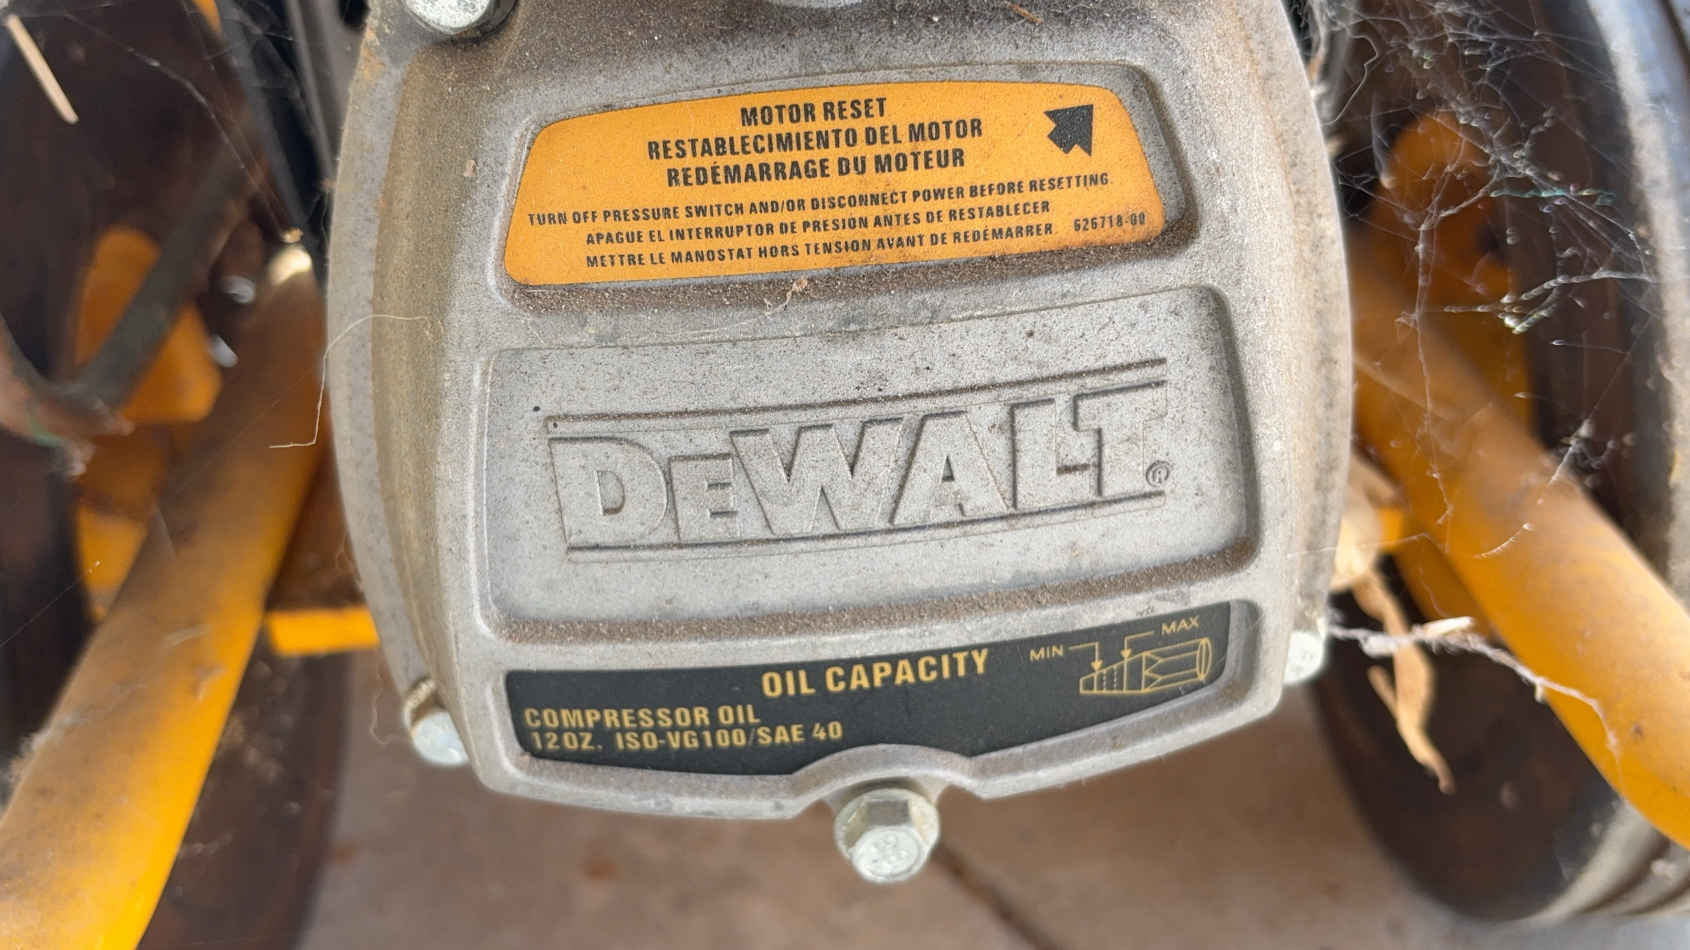 MOTOR RESET
RESTABLECIMIENTO DEL MOTOR
REDÉMARRAGE DU MOTEUR
TURN OFF PRESSURE SWITCH AND/OR DISCONNECT POWER BEFORE RESETTING.
APAGUE EL INTERRUPTOR DE PRESIÓN ANTES DE RESTABLECER
METTRE LE MANOSTAT HORS TENSION AVANT DE REDÉMARRER. 626718-00
DEWALT®
OIL CAPACITY
MIN MAX
COMPRESSOR OIL
12 OZ. ISO-VG100/SAE 40